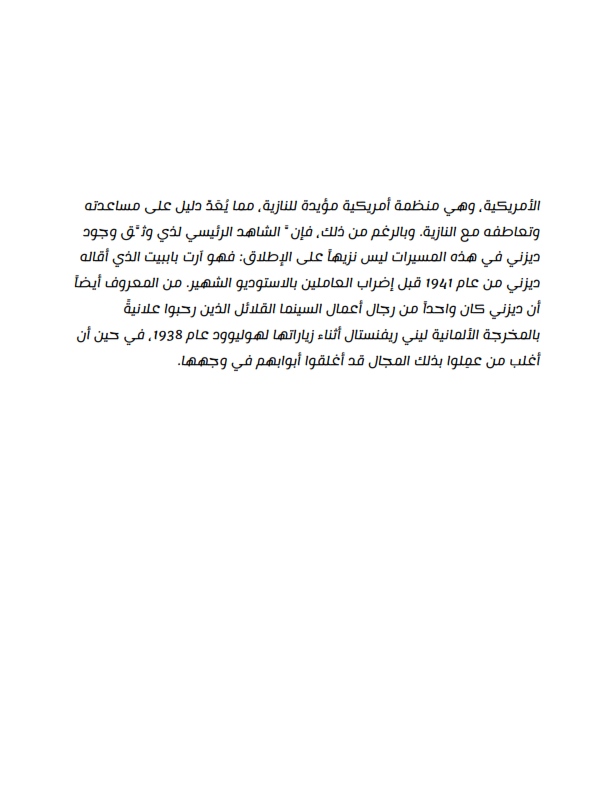 الأمريكية، وهي منظمة أمريكية مؤيدة للنازية، مما يُعَدّ دليل على مساعدته
وتعاطفه مع النازية. وبالرغم من ذلك، فإن ّ الشاهد الرئيسي لذي وثـّق وجود
ديزني في هذه المسيرات ليس نزيهاً على الإطلاق: فهو آرت بابيت الذي أقاله
ديزني من عام 1941 قبل إضراب العاملين بالاستوديو الشهير. من المعروف أيضاً
أن ديزني كان واحداً من رجال أعمال السينما القلائل الذين رحبوا علانيةً
بالمخرجة الألمانية ليني ريفنستال أثناء زياراتها لهوليوود عام 1938، في حين أن
أغلب من عمِلوا بذلك المجال قد أغلقوا أبوابهم في وجهها.